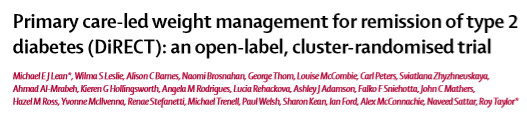 Primary care-led weight management for remission of type 2
diabetes (DiRECT): an open-label, cluster-randomised trial
Michael E J Lean*, Wilma S Leslie, Alison C Barnes, Naomi Brosnahan, George Thom, Louise McCombie, Carl Peters, Sviatlana Zhyzhneuskaya,
Ahmad Al-Mrabeh, Kieren G Hollingsworth, Angela M Rodrigues, Lucia Rehackova, Ashley J Adamson, Falko F Sniehotta, John C Mathers,
Hazel M Ross, Yvonne McIlvenna, Renae Stefanetti, Michael Trenell, Paul Welsh, Sharon Kean, Ian Ford, Alex McConnachie, Naveed Sattar, Roy Taylor*